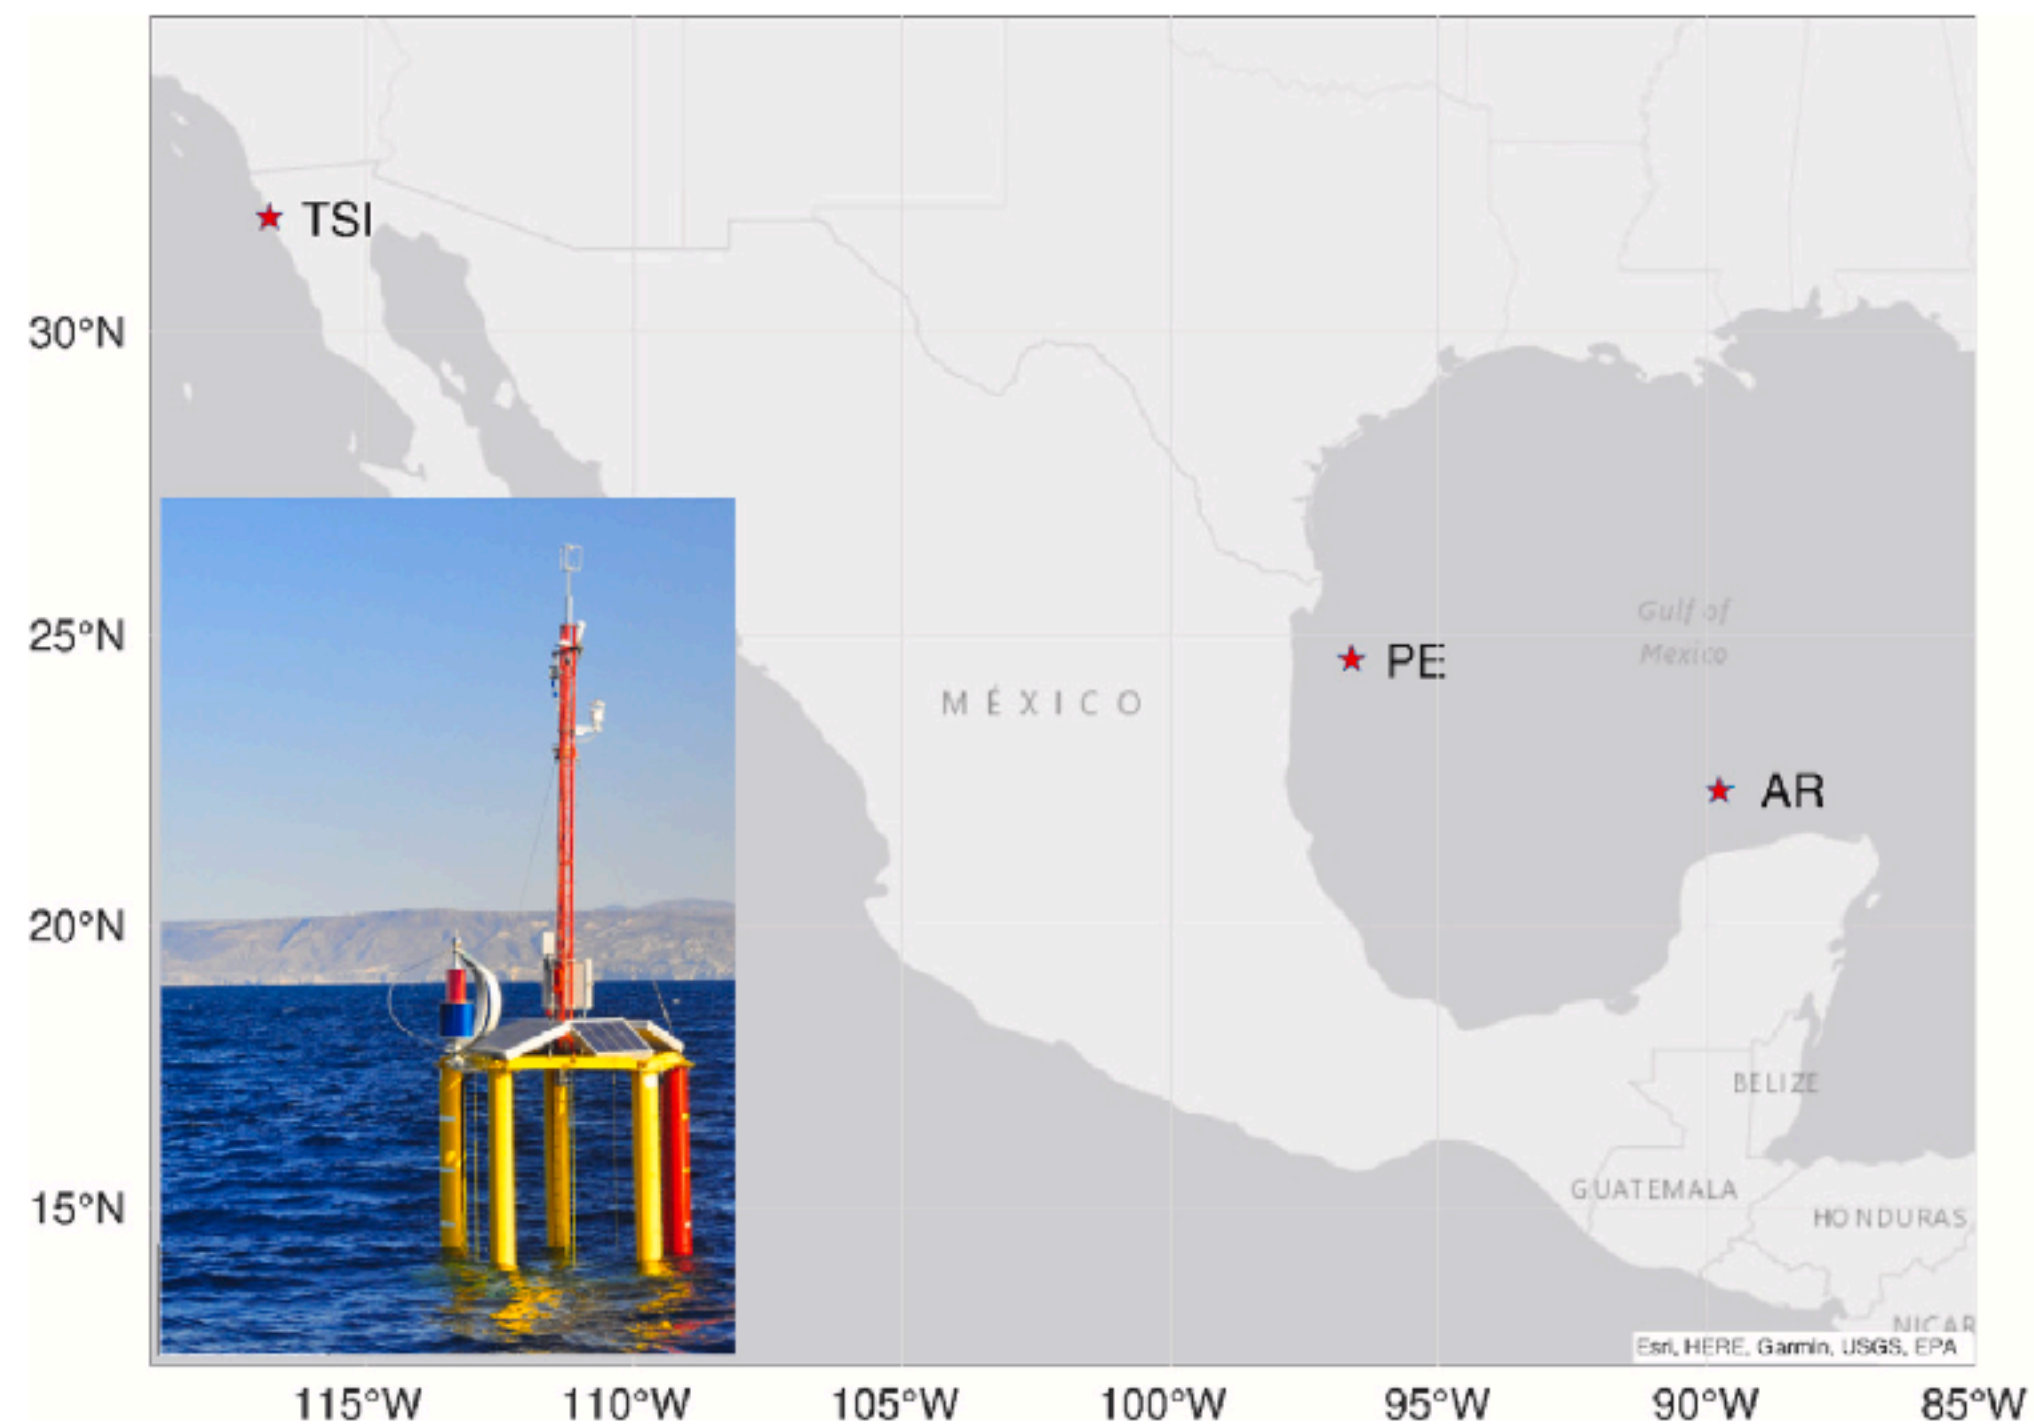 TSI
30°N
25°N
Gulf of
Mexico
PE
MÉXICO
AR
20°N
BELIZE
15°N
GUATEMALA
HONDURAS
NICAR
Esri, HERE, Garmin, USGS, EPA
115°W
110°W
105°W
100°W
95°W
90°W
85°W